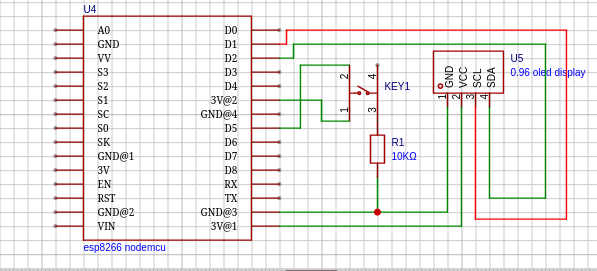 U4
A0 D0
GND D1
VV D2
S3 D3
S2 D4
S1 3V@2
SC GND@4
S0 D5
SK D6
GND@1 D7
3V D8
EN RX
RST TX
GND@2 GND@3
VIN 3V@1
esp8266 nodemcu
2 4
KEY1
1 3
R1
10KΩ
GND VCC SCL SDA
1 2 3 4
U5
0.96 oled display